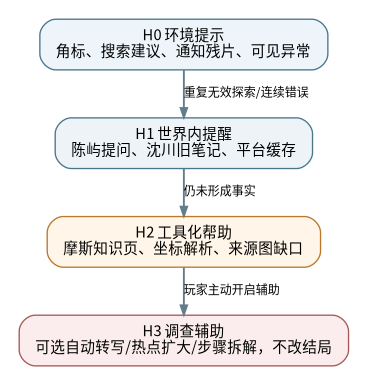 H0 环境提示
角标、搜索建议、通知残片、可见异常
重复无效探索/连续错误
H1 世界内提醒
陈屿提问、沈川旧笔记、平台缓存
仍未形成事实
H2 工具化帮助
摩斯知识页、坐标解析、来源图缺口
玩家主动开启辅助
H3 调查辅助
可选自动转写/热点扩大/步骤拆解，不改结局